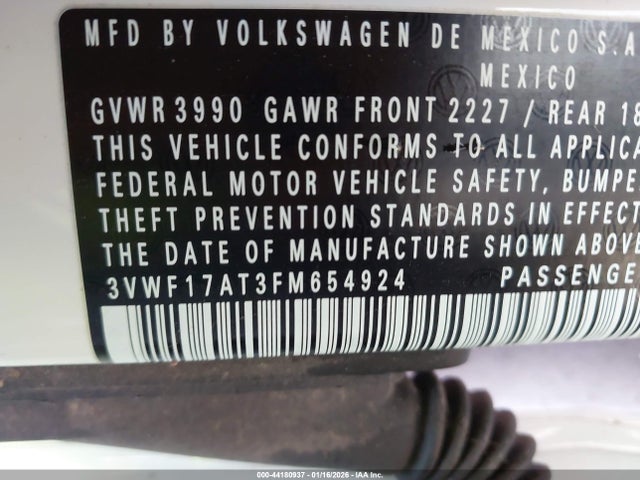 MFD BY VOLKSWAGEN DE MEXICO S.A
MEXICO
GVWR 3990 GAWR FRONT 2227 / REAR 18
THIS VEHICLE CONFORMS TO ALL APPLICA
FEDERAL MOTOR VEHICLE SAFETY, BUMPE
THEFT PREVENTION STANDARDS IN EFFECT
THE DATE OF MANUFACTURE SHOWN ABOVE
3VWF17AT3FM654924 PASSENGE
000-44180937 - 01/16/2026 - IAA Inc.